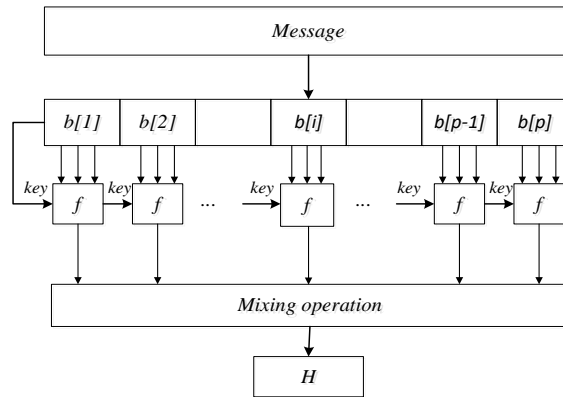 Message
b[1] b[2] b[i] b[p-1] b[p]
key key key key key
f f ... f ... f f
Mixing operation
H